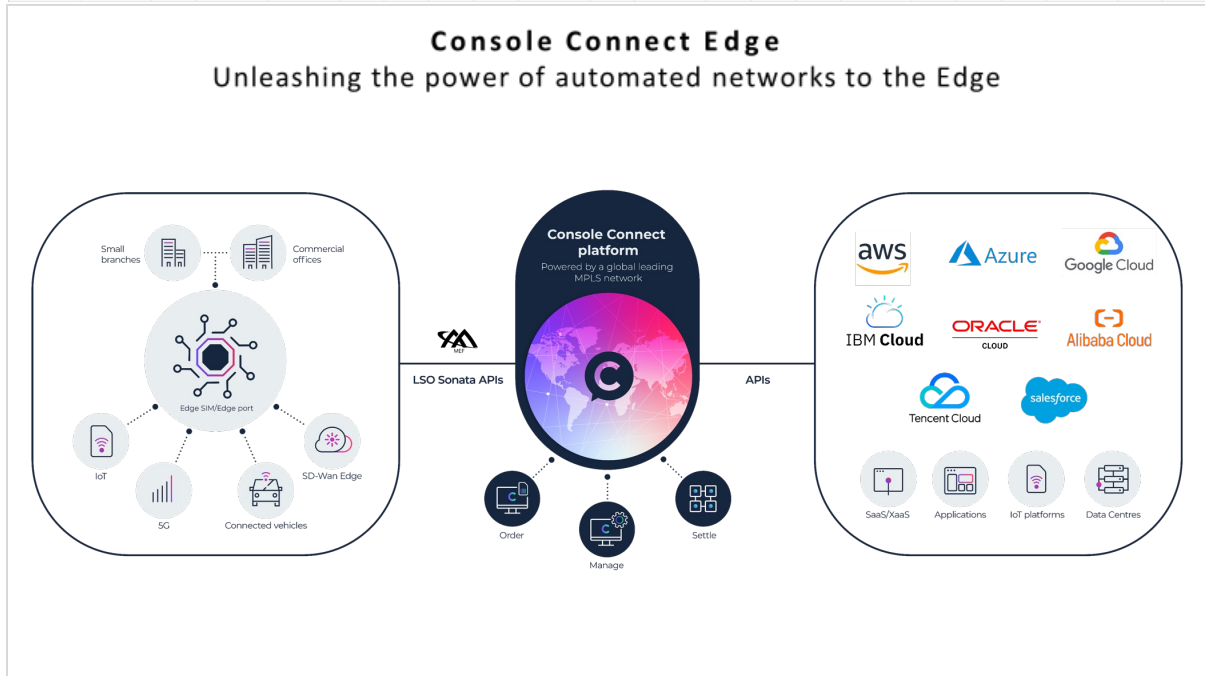 Console Connect Edge
Unleashing the power of automated networks to the Edge
Small
branches
Commercial
offices
Edge SIM/Edge port
IoT
5G
Connected vehicles
SD-Wan Edge
MEF
LSO Sonata APIs
Console Connect
platform
Powered by a global leading
MPLS network
C
C
Order
C
Manage
Settle
APIs
aws
Azure
Google Cloud
IBM Cloud
ORACLE®
CLOUD
Alibaba Cloud
Tencent Cloud
salesforce
SaaS/XaaS
Applications
IoT platforms
Data Centres